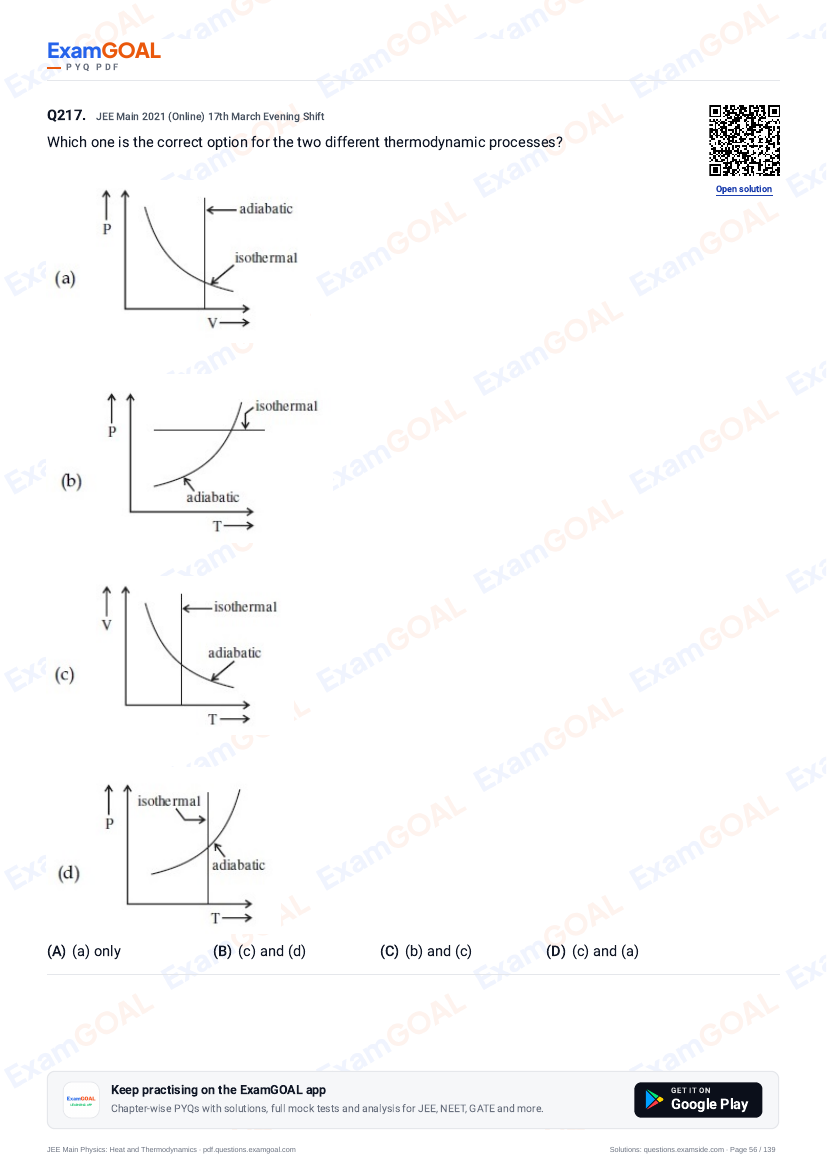 ExamGOAL
PYQ PDF
Q217. JEE Main 2021 (Online) 17th March Evening Shift
Which one is the correct option for the two different thermodynamic processes?
Open solution
(a)
P
adiabatic
isothermal
V
(b)
P
isothermal
adiabatic
T
(c)
V
isothermal
adiabatic
T
(d)
P
isothermal
adiabatic
T
(A) (a) only (B) (c) and (d) (C) (b) and (c) (D) (c) and (a)
ExamGOAL
Keep practising on the ExamGOAL app
Chapter-wise PYQs with solutions, full mock tests and analysis for JEE, NEET, GATE and more.
GET IT ON
Google Play
JEE Main Physics: Heat and Thermodynamics · pdf.questions.examgoal.com
Solutions: questions.examside.com · Page 56 / 139